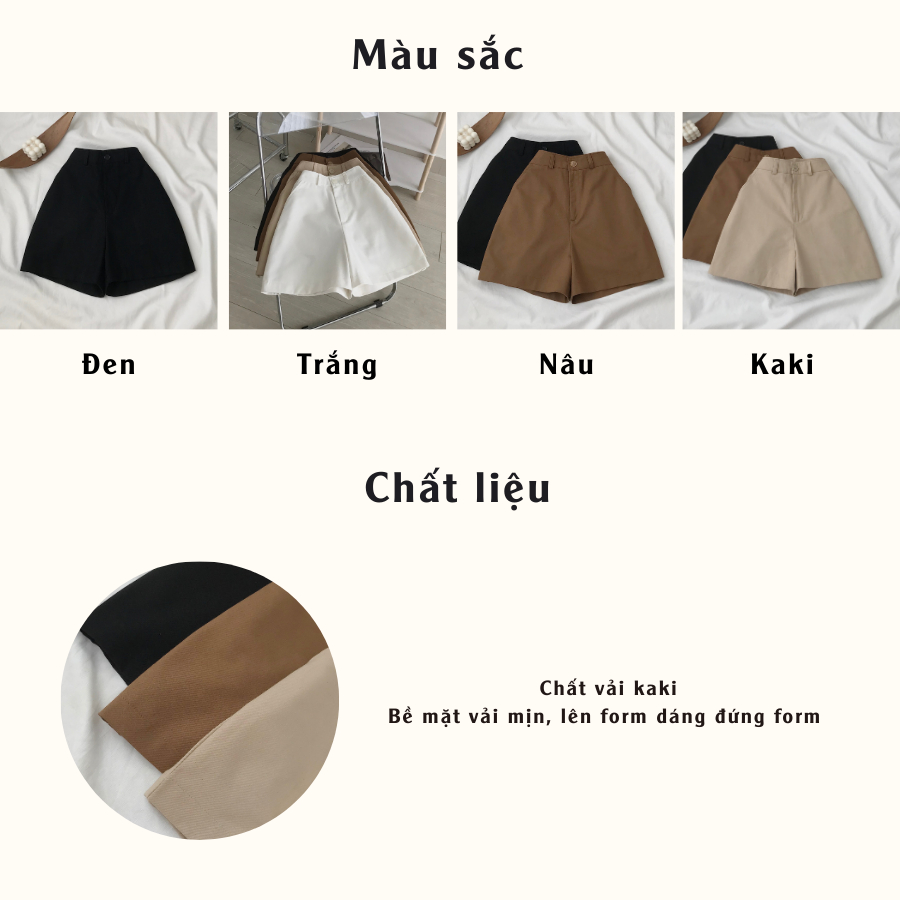 Màu sắc
Đen
Trắng
Nâu
Kaki
Chất liệu
Chất vải kaki
Bề mặt vải mịn, lên form dáng đứng form